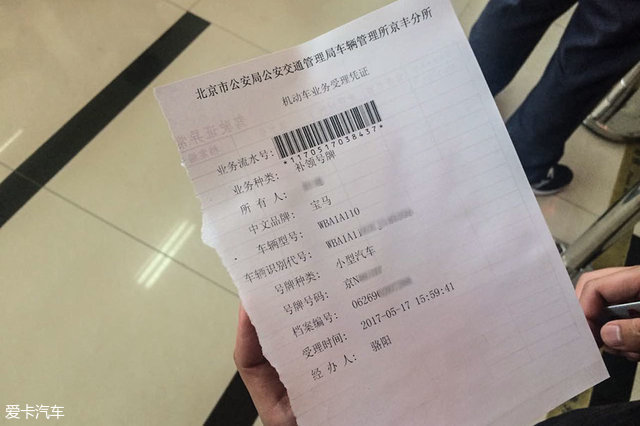 北京市公安局公安交通管理局车辆管理所京丰分所
机动车业务受理凭证
业务流水号:
*1170517038437*
业务种类: 补领号牌
所 有 人:
中文品牌: 宝马
车辆型号: WBA1A110
车辆识别代号: WBA1A11
号牌种类: 小型汽车
号牌号码: 京N
档案编号: 06269
受理时间: 2017-05-17 15:59:41
经 办 人: 骆阳
爱卡汽车